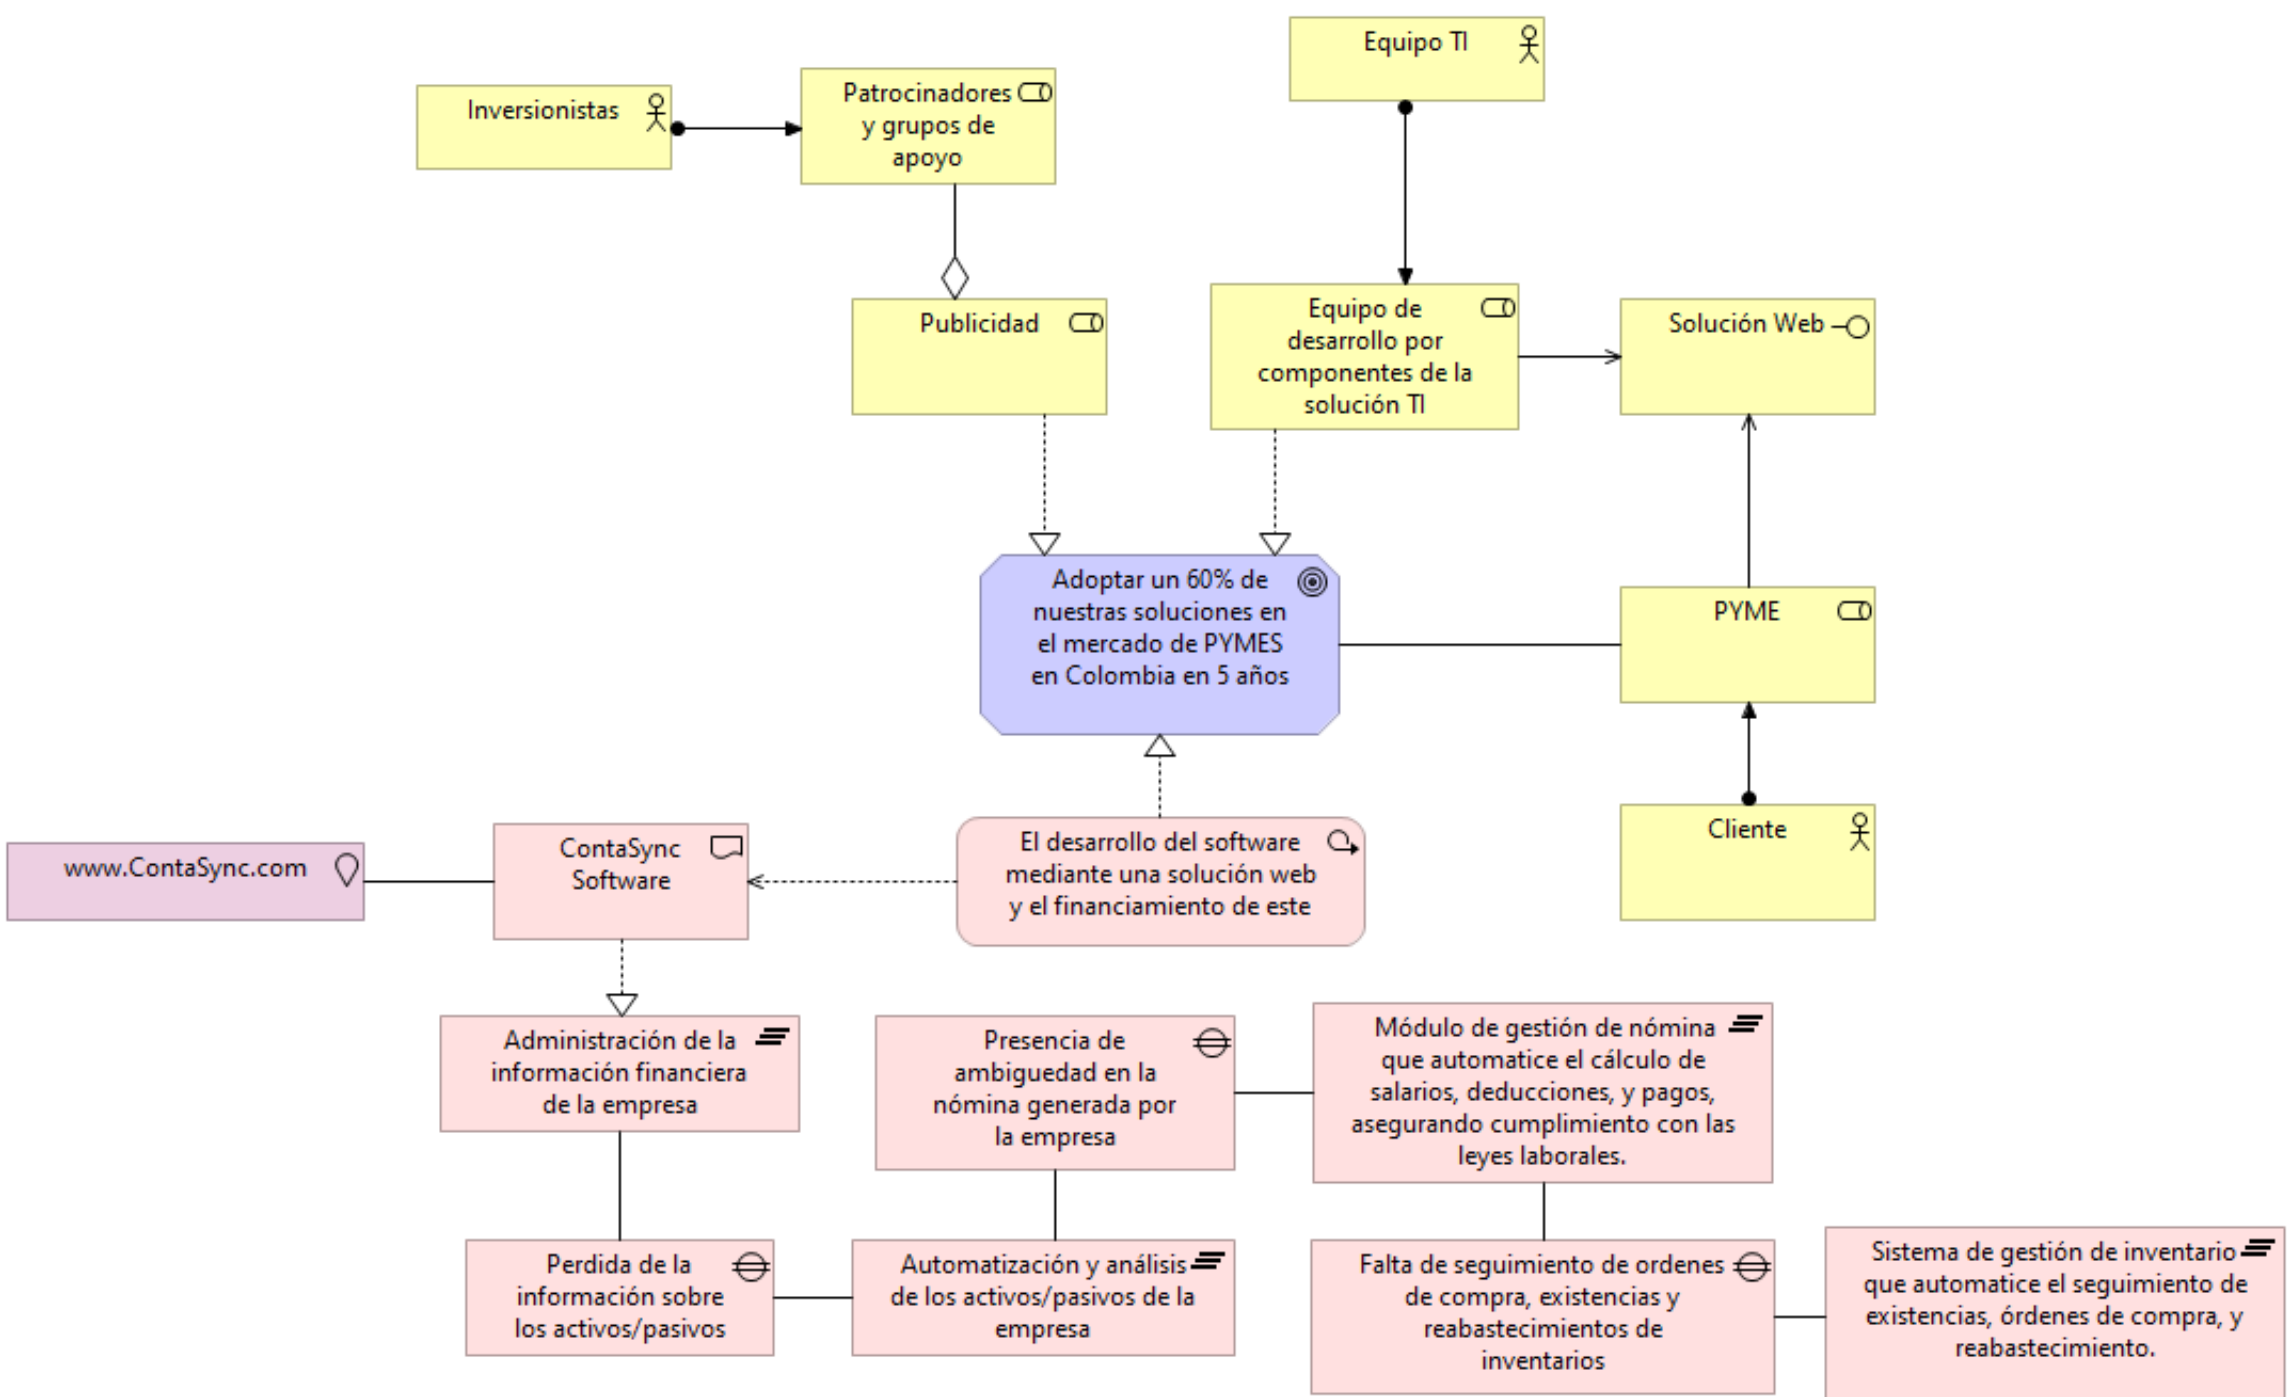 Equipo TI
Inversionistas
Patrocinadores
y grupos de
apoyo
Publicidad
Equipo de
desarrollo por
componentes de la
solución TI
Solución Web
Adoptar un 60% de
nuestras soluciones en
el mercado de PYMES
en Colombia en 5 años
PYME
Cliente
www.ContaSync.com
ContaSync
Software
El desarrollo del software
mediante una solución web
y el financiamiento de este
Administración de la
información financiera
de la empresa
Presencia de
ambiguedad en la
nómina generada por
la empresa
Módulo de gestión de nómina
que automatice el cálculo de
salarios, deducciones, y pagos,
asegurando cumplimiento con las
leyes laborales.
Perdida de la
información sobre
los activos/pasivos
Automatización y análisis
de los activos/pasivos de la
empresa
Falta de seguimiento de ordenes
de compra, existencias y
reabastecimientos de
inventarios
Sistema de gestión de inventario
que automatice el seguimiento de
existencias, órdenes de compra, y
reabastecimiento.